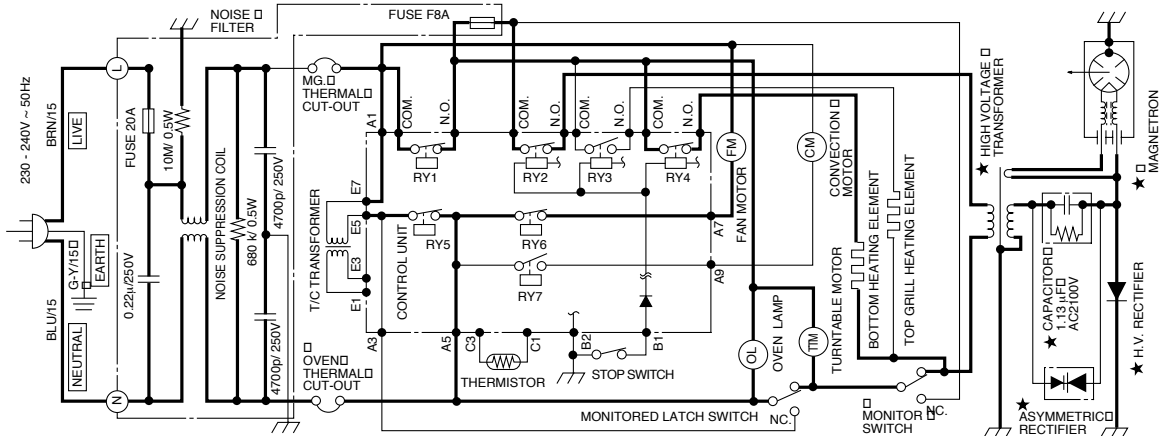 NOISE
FILTER
FUSE F8A
230 - 240V ~ 50Hz
BRN/15
LIVE
L
FUSE 20A
10M/ 0.5W
NOISE SUPPRESSION COIL
680 k/ 0.5W
4700p/ 250V
4700p/ 250V
0.22µ/250V
G-Y/15
EARTH
BLU/15
NEUTRAL
N
MG.
THERMAL
CUT-OUT
OVEN
THERMAL
CUT-OUT
T/C TRANSFORMER
CONTROL UNIT
A1
E7
E5
E3
E1
A3
A5
C3
C1
B2
B1
A7
A9
COM.
N.O.
COM.
N.O.
COM.
N.O.
COM.
N.O.
RY1
RY2
RY3
RY4
RY5
RY6
RY7
THERMISTOR
STOP SWITCH
FM
FAN MOTOR
CM
CONVECTION
MOTOR
OL
OVEN LAMP
TTM
TURNTABLE MOTOR
BOTTOM HEATING ELEMENT
TOP GRILL HEATING ELEMENT
MONITORED LATCH SWITCH
NC.
MONITOR
SWITCH
NC.
★ HIGH VOLTAGE
TRANSFORMER
★ MAGNETRON
★ CAPACITOR
1.13 µF
AC2100V
★ H.V. RECTIFIER
★ ASYMMETRIC
RECTIFIER